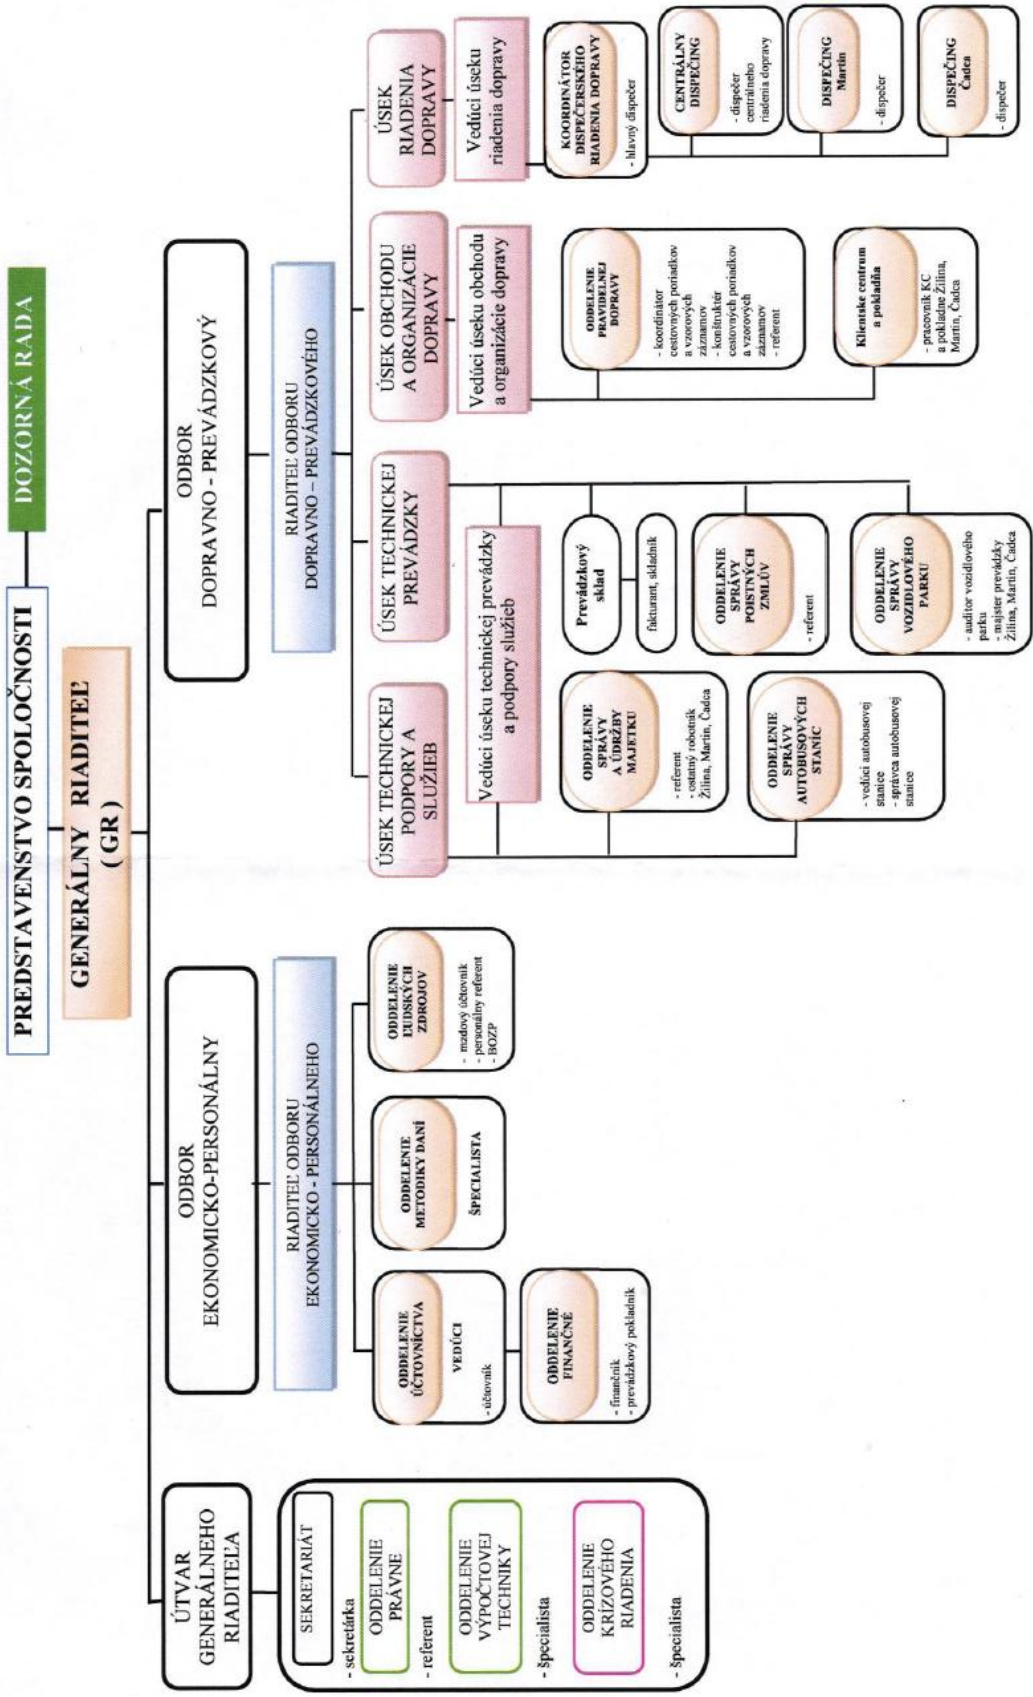 PREDSTAVENSTVO SPOLOČNOSTI
DOZORNÁ RADA
GENERÁLNY RIADITEĽ
(GR)
ÚTVAR
GENERÁLNEHO
RIADITEĽA
SEKRETARIÁT
- sekretárka
ODDELENIE
PRÁVNE
- referent
ODDELENIE
VÝPOČTOVEJ
TECHNIKY
- špecialista
ODDELENIE
KRÍZOVÉHO
RIADENIA
- špecialista
ODBOR
EKONOMICKO-PERSONÁLNY
RIADITEĽ ODBORU
EKONOMICKO - PERSONÁLNEHO
ODDELENIE
ÚČTOVNÍCTVA
VEDÚCI
- účtovník
ODDELENIE
FINANČNÉ
- finančník
- prevádzkový pokladník
ODDELENIE
METODIKY DANÍ
ŠPECIALISTA
ODDELENIE
ĽUDSKÝCH
ZDROJOV
- mzdový účtovník
- personálny referent
- BOZP
ODBOR
DOPRAVNO - PREVÁDZKOVÝ
RIADITEĽ ODBORU
DOPRAVNO – PREVÁDZKOVÉHO
ÚSEK TECHNICKEJ
PODPORY A
SLUŽIEB
ÚSEK TECHNICKEJ
PREVÁDZKY
Vedúci úseku technickej prevádzky
a podpory služieb
ODDELENIE
SPRÁVY
A ÚDRŽBY
MAJETKU
- referent
- ostatný robotník
Žilina, Martin, Čadca
ODDELENIE
SPRÁVY
AUTOBUSOVÝCH
STANÍC
- vedúci autobusovej
stanice
- správca autobusovej
stanice
Prevádzkový
sklad
fakturant, skladník
ODDELENIE
SPRÁVY
POISTNÝCH
ZMLÚV
- referent
ODDELENIE
SPRÁVY
VOZIDLOVÉHO
PARKU
- auditor vozidlového
parku
- majster prevádzky
Žilina, Martin, Čadca
ÚSEK OBCHODU
A ORGANIZÁCIE
DOPRAVY
Vedúci úseku obchodu
a organizácie dopravy
ODDELENIE
PRAVIDELNEJ
DOPRAVY
- koordinátor
cestovných poriadkov
a vzorových
záznamov
- konštruktér
cestovných poriadkov
a vzorových
záznamov
- referent
Klientske centrum
a pokladňa
- pracovník KC
a pokladne Žilina,
Martin, Čadca
ÚSEK
RIADENIA
DOPRAVY
Vedúci úseku
riadenia dopravy
KOORDINÁTOR
DISPEČERSKÉHO
RIADENIA DOPRAVY
- hlavný dispečer
CENTRÁLNY
DISPEČING
- dispečer
centrálneho
riadenia dopravy
DISPEČING
Martin
- dispečer
DISPEČING
Čadca
- dispečer